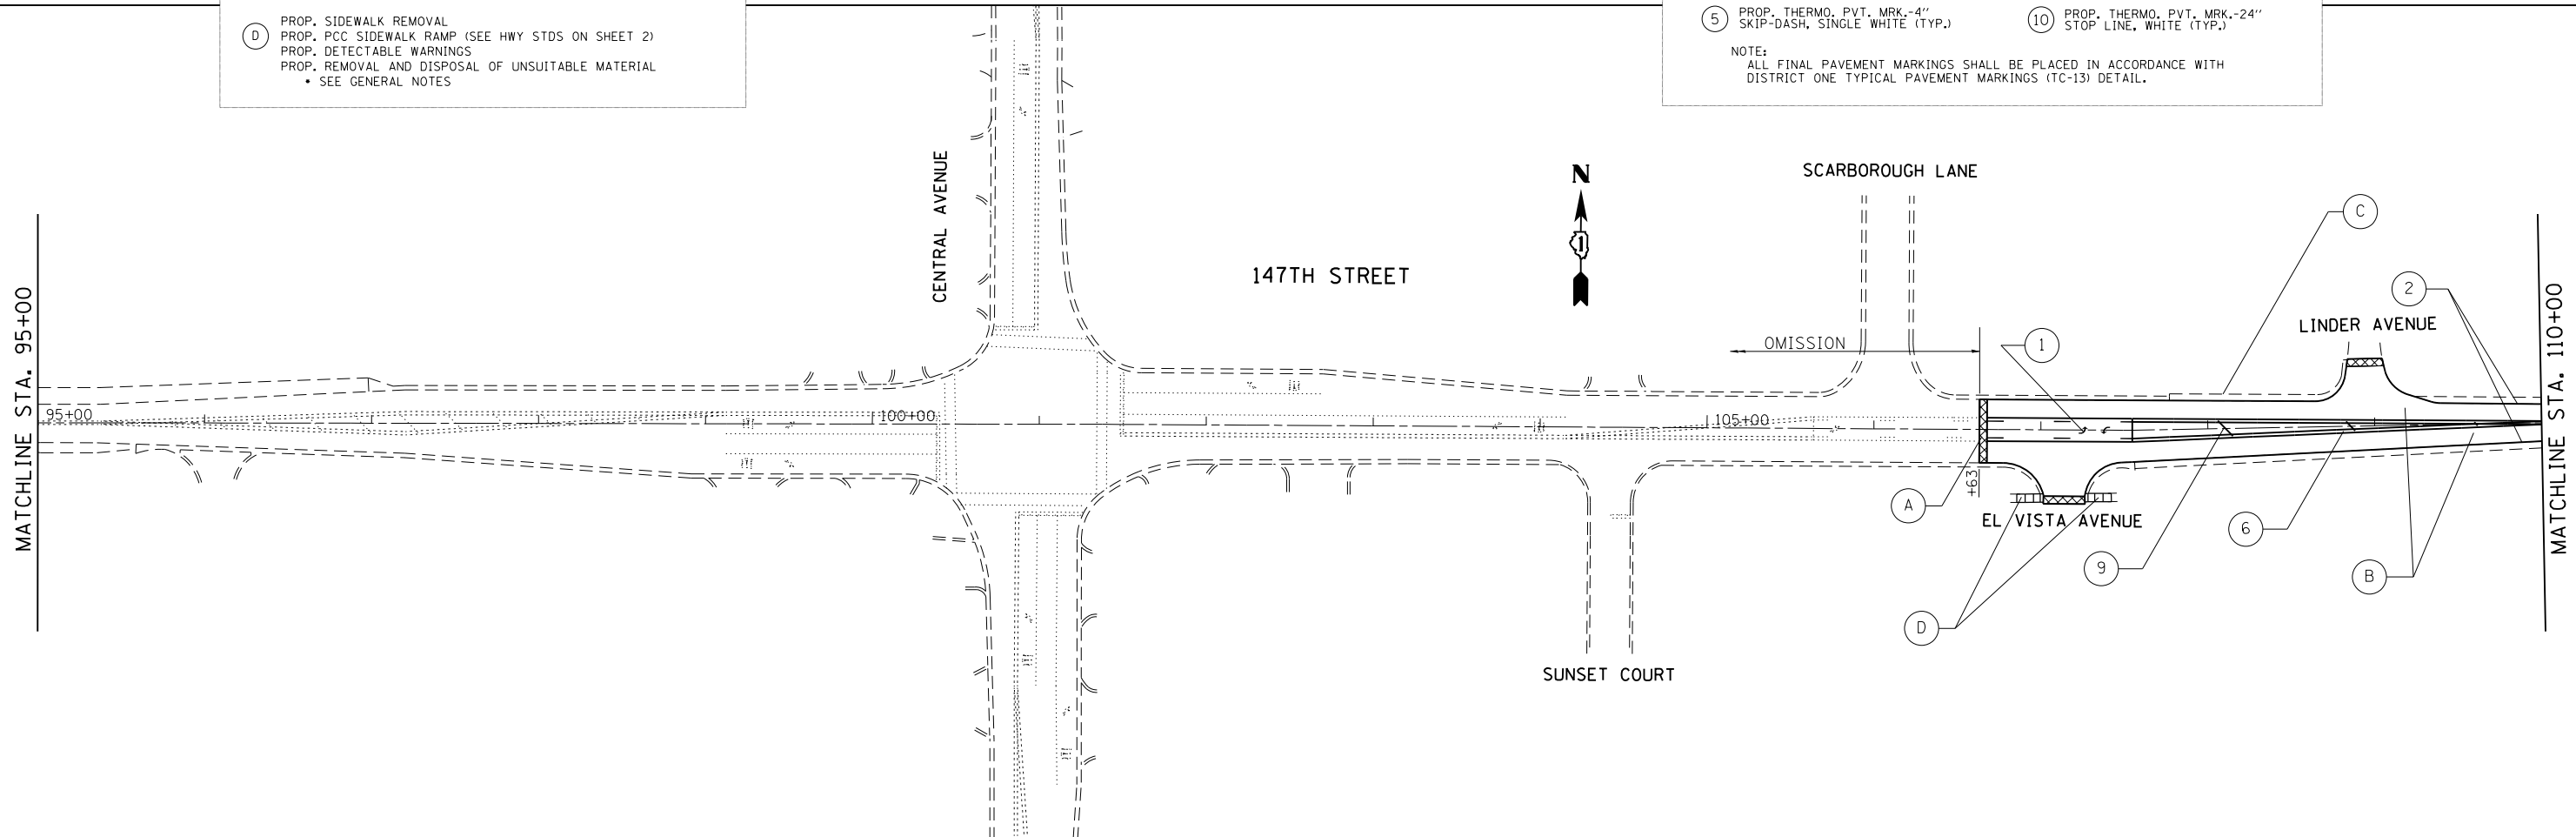 PROP. SIDEWALK REMOVAL
D
PROP. PCC SIDEWALK RAMP (SEE HWY STDS ON SHEET 2)
PROP. DETECTABLE WARNINGS
PROP. REMOVAL AND DISPOSAL OF UNSUITABLE MATERIAL
* SEE GENERAL NOTES
5
PROP. THERMO. PVT. MRK.-4"
SKIP-DASH, SINGLE WHITE (TYP.)
10
PROP. THERMO. PVT. MRK.-24"
STOP LINE, WHITE (TYP.)
NOTE:
ALL FINAL PAVEMENT MARKINGS SHALL BE PLACED IN ACCORDANCE WITH
DISTRICT ONE TYPICAL PAVEMENT MARKINGS (TC-13) DETAIL.
CENTRAL AVENUE
N
1
SCARBOROUGH LANE
C
147TH STREET
2
LINDER AVENUE
OMISSION
1
MATCHLINE STA. 95+00
MATCHLINE STA. 110+00
95+00
100+00
105+00
+63
A
EL VISTA AVENUE
6
9
B
D
SUNSET COURT